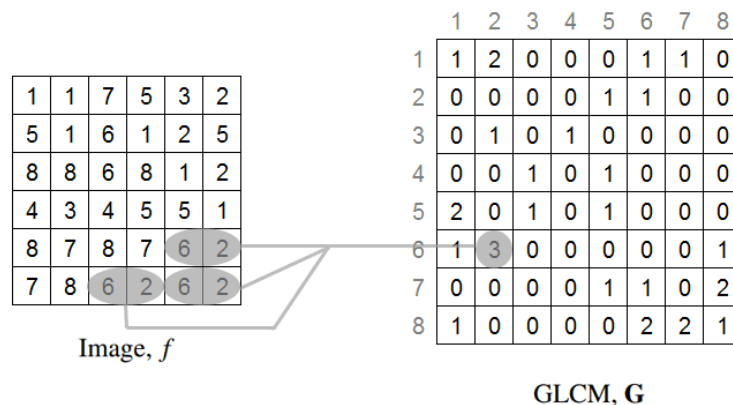 1 2 3 4 5 6 7 8
1 1 2 0 0 0 1 1 0
2 0 0 0 0 1 1 0 0
3 0 1 0 1 0 0 0 0
4 0 0 1 0 1 0 0 0
5 2 0 1 0 1 0 0 0
6 1 3 0 0 0 0 0 1
7 0 0 0 0 1 1 0 2
8 1 0 0 0 0 2 2 1
GLCM, G
1 1 7 5 3 2
5 1 6 1 2 5
8 8 6 8 1 2
4 3 4 5 5 1
8 7 8 7 6 2
7 8 6 2 6 2
Image, f